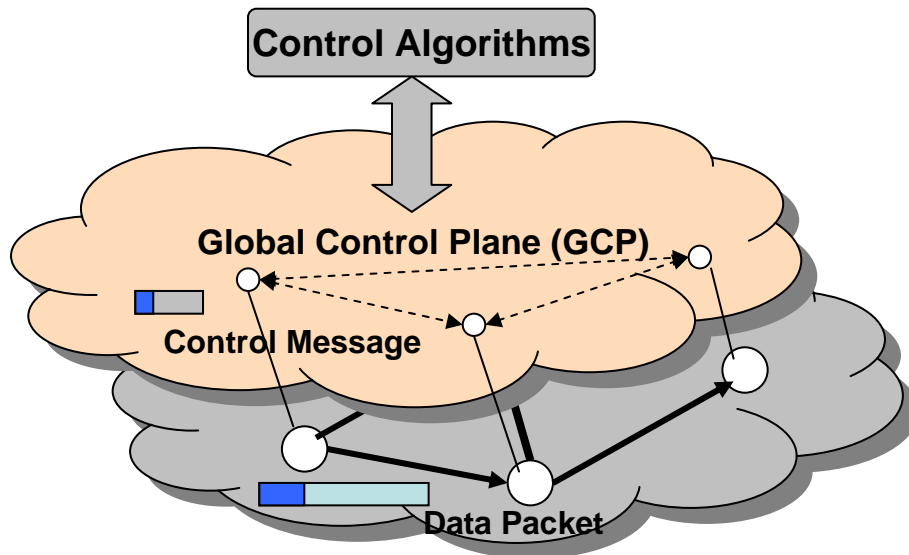 Control Algorithms
Global Control Plane (GCP)
Control Message
Data Packet